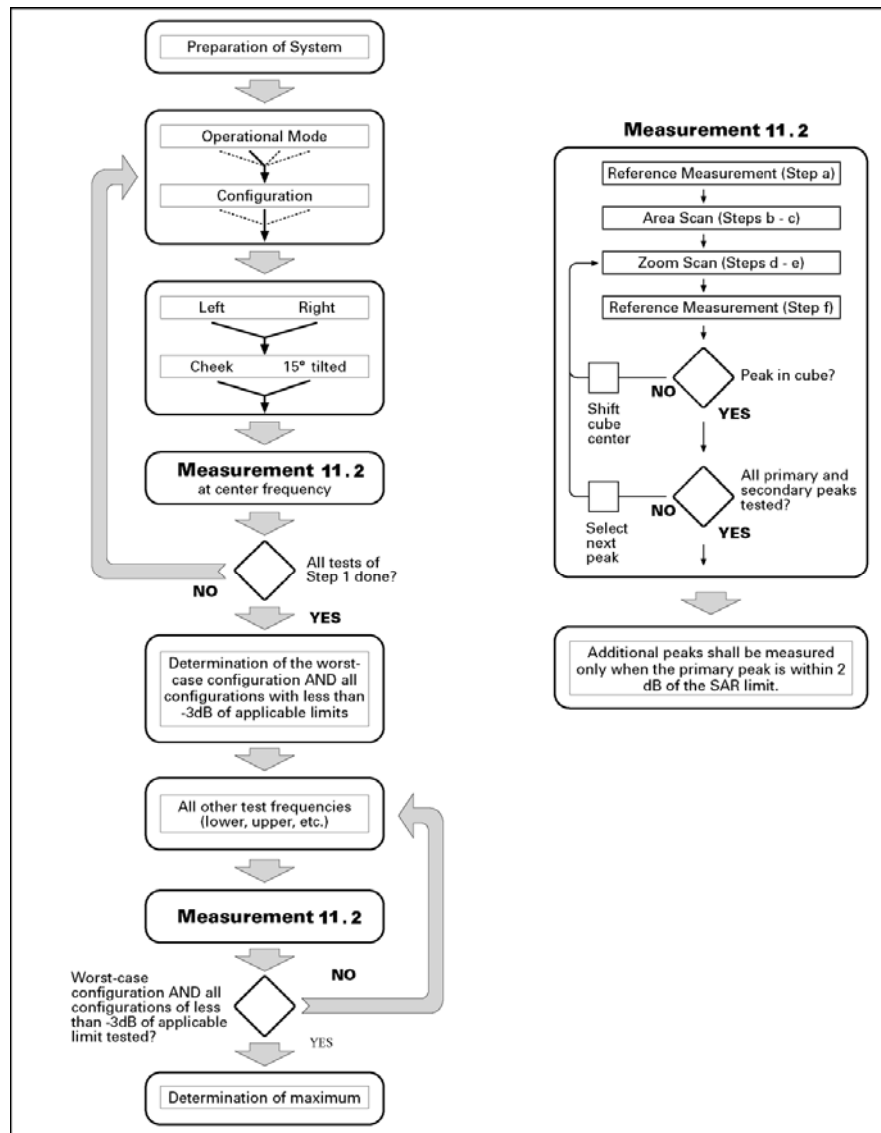 Preparation of System
Operational Mode
Configuration
Left Right
Cheek 15° tilted
Measurement 11.2
at center frequency
All tests of
Step 1 done?
NO
YES
Determination of the worst-
case configuration AND all
configurations with less than
-3dB of applicable limits
All other test frequencies
(lower, upper, etc.)
Measurement 11.2
NO
Worst-case
configuration AND all
configurations of less
than -3dB of applicable
limit tested?
YES
Determination of maximum
Measurement 11.2
Reference Measurement (Step a)
Area Scan (Steps b - c)
Zoom Scan (Steps d - e)
Reference Measurement (Step f)
Peak in cube?
NO
YES
Shift
cube
center
All primary and
secondary peaks
tested?
NO
YES
Select
next
peak
Additional peaks shall be measured
only when the primary peak is within 2
dB of the SAR limit.